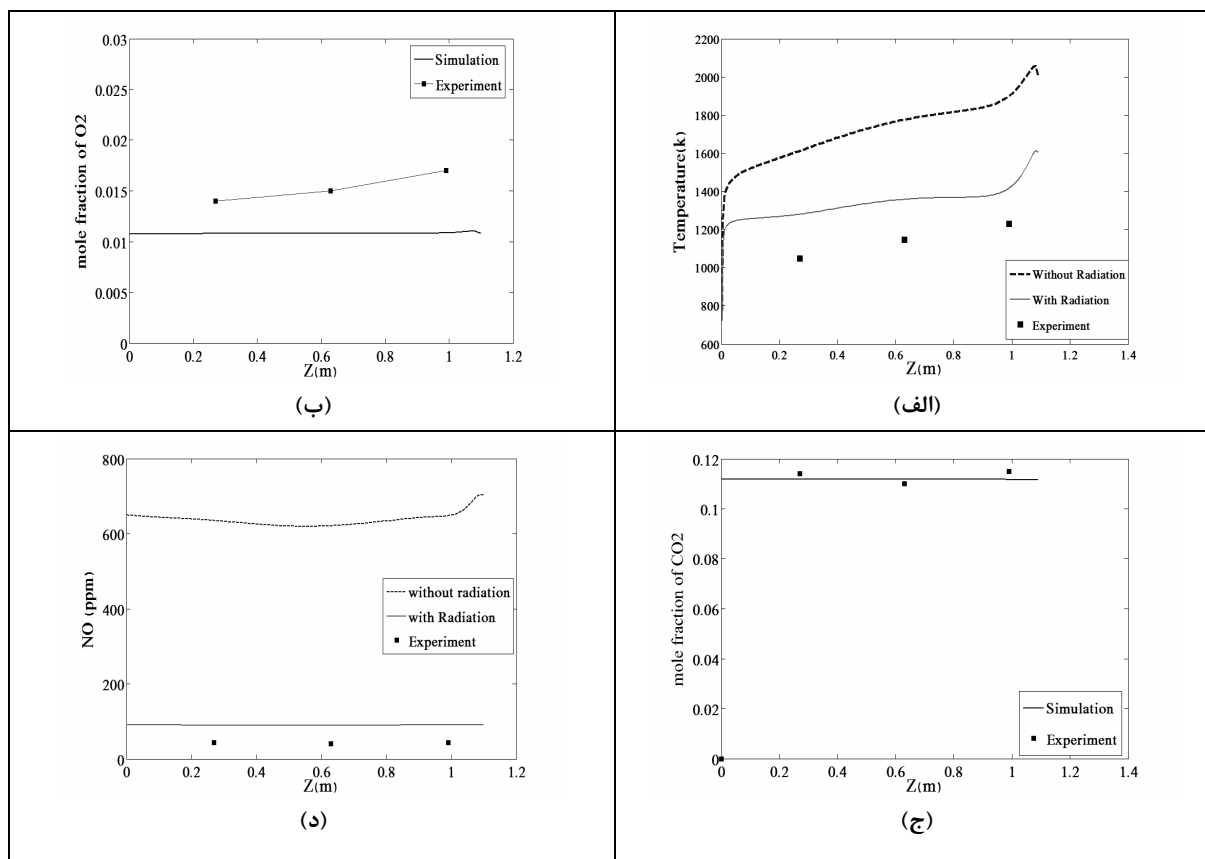 2200
2000
1800
1600
1400
1200
1000
800
600
Temperature(k)
0 0.2 0.4 0.6 0.8 1 1.2 1.4
Z(m)
Without Radiation
With Radiation
Experiment
(الف)
0.03
0.025
0.02
0.015
0.01
0.005
0
mole fraction of O2
0 0.2 0.4 0.6 0.8 1 1.2
Z(m)
Simulation
Experiment
(ب)
0.12
0.1
0.08
0.06
0.04
0.02
0
mole fraction of CO2
0 0.2 0.4 0.6 0.8 1 1.2 1.4
Z(m)
Simulation
Experiment
(ج)
800
600
400
200
0
NO (ppm)
0 0.2 0.4 0.6 0.8 1 1.2
Z(m)
without radiation
with Radiation
Experiment
(د)